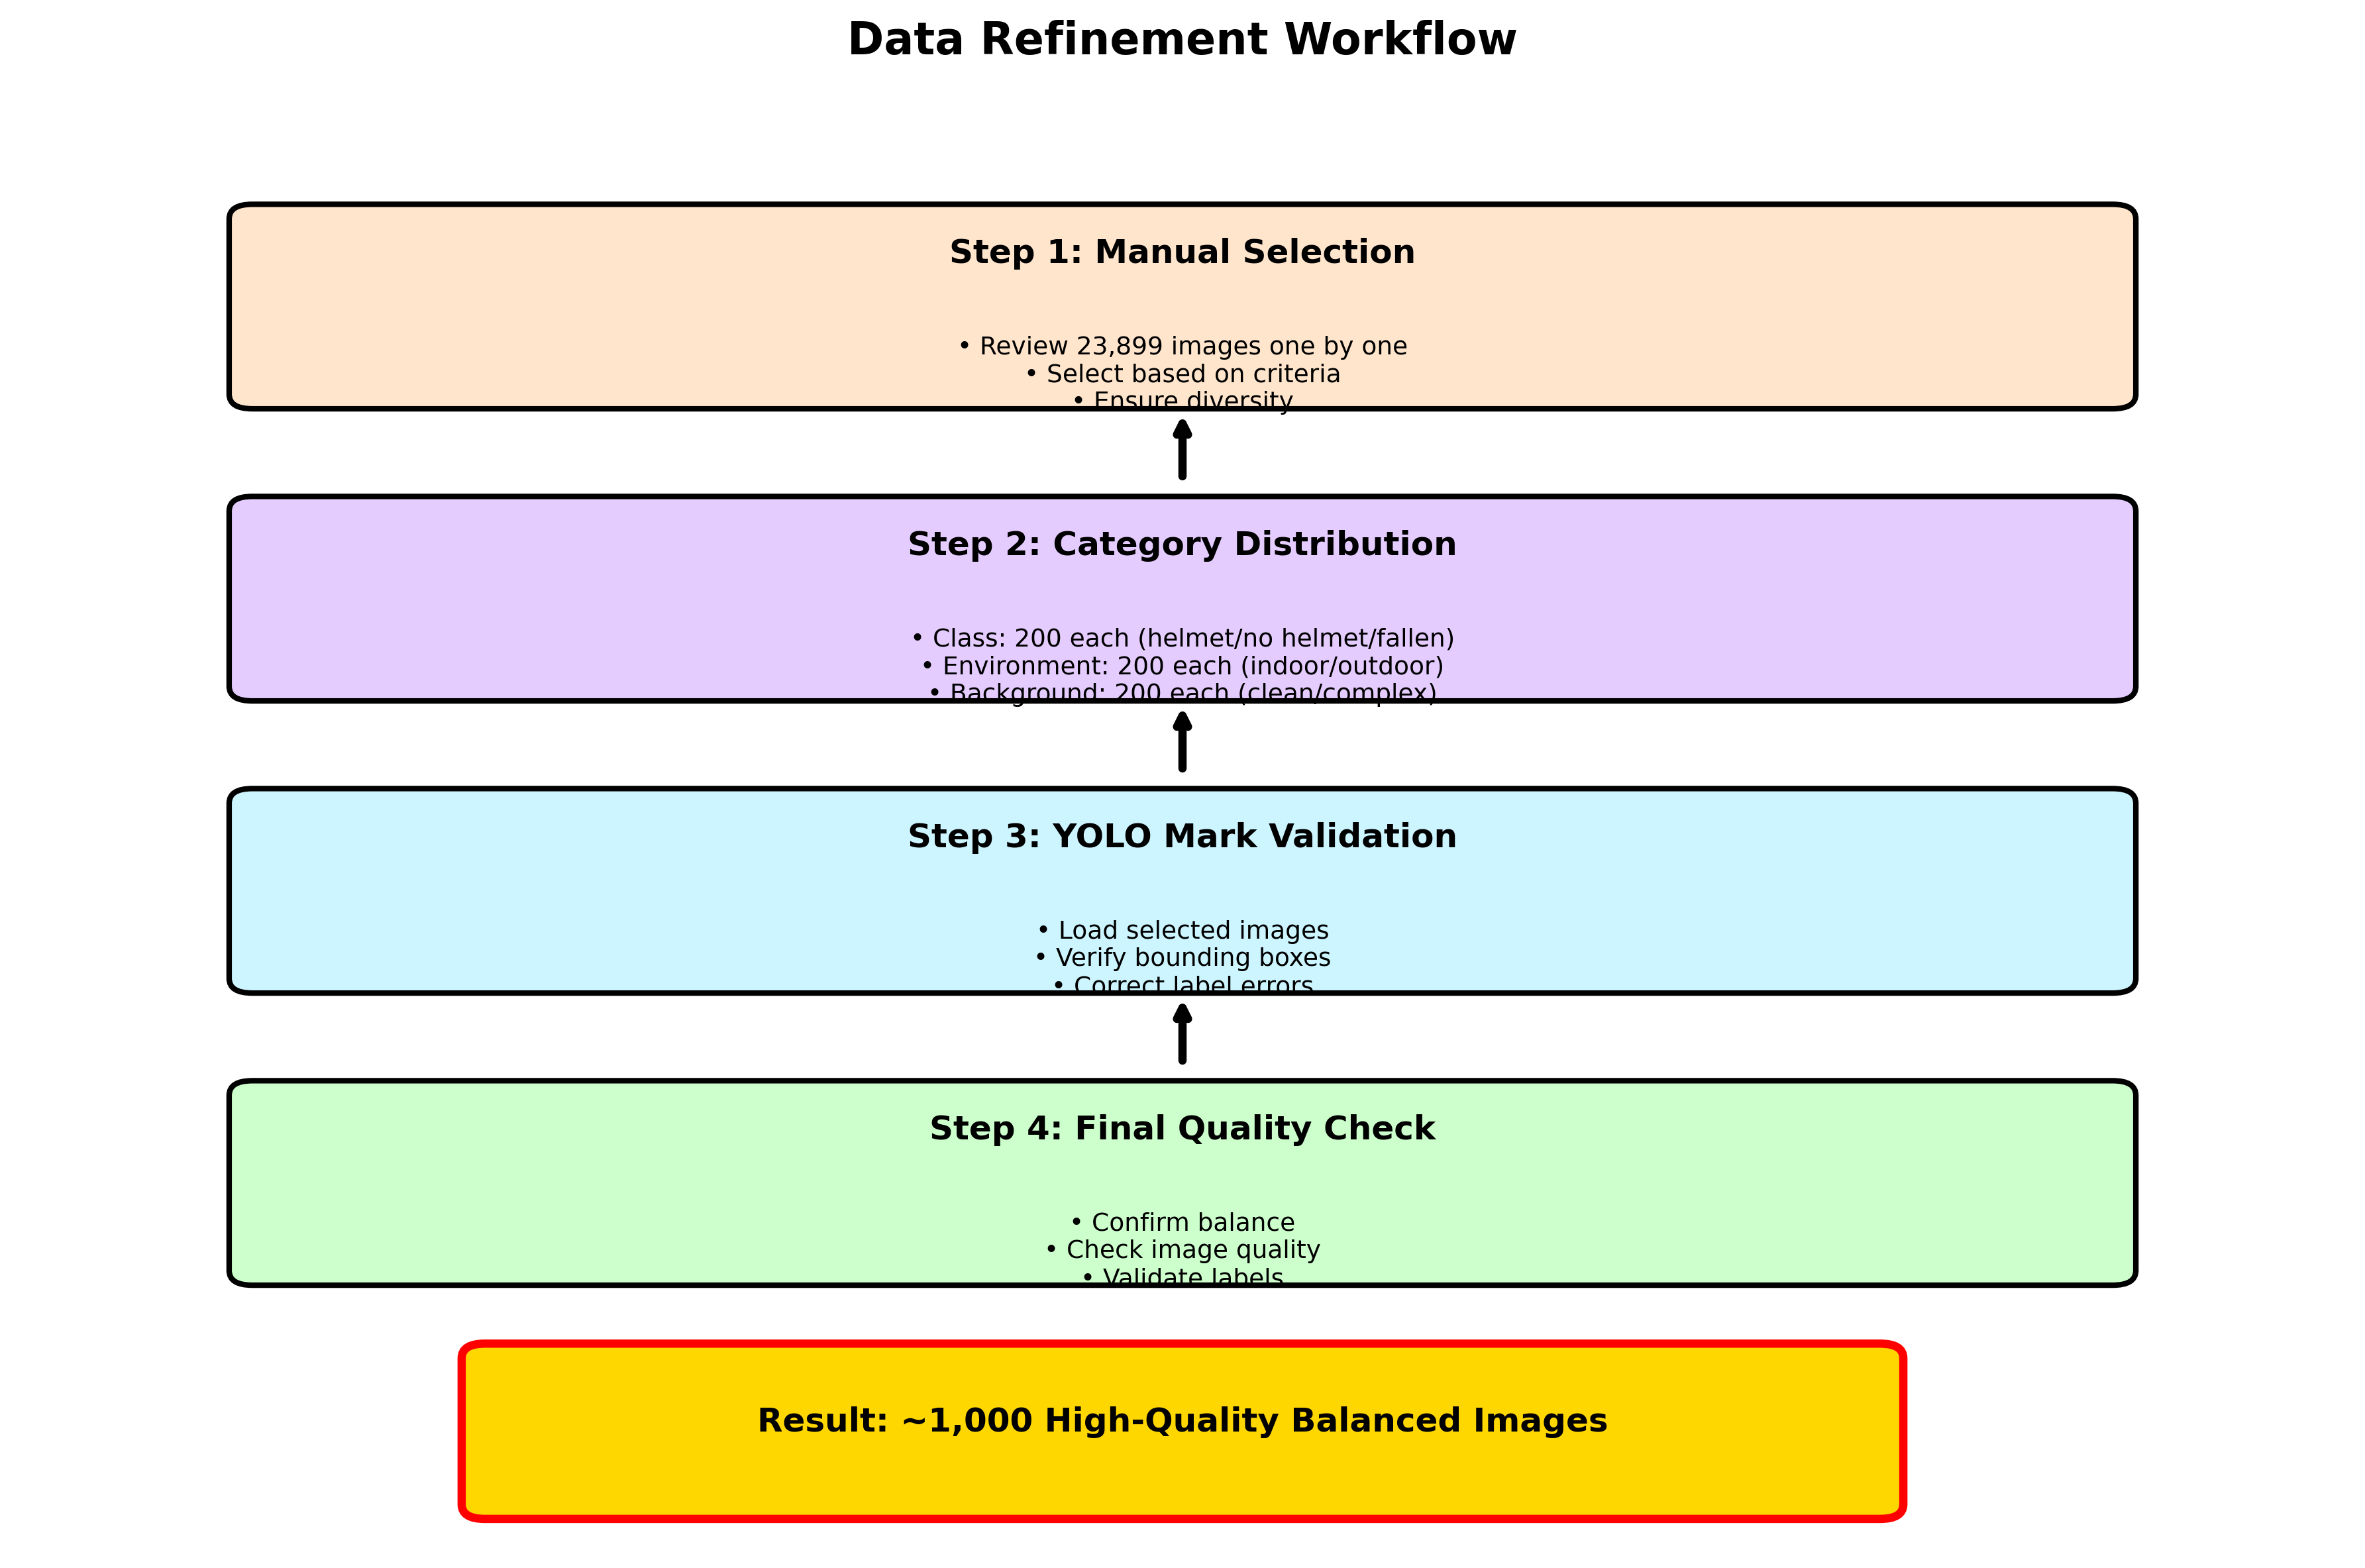 Data Refinement Workflow
Step 1: Manual Selection
• Review 23,899 images one by one
• Select based on criteria
• Ensure diversity
Step 2: Category Distribution
• Class: 200 each (helmet/no helmet/fallen)
• Environment: 200 each (indoor/outdoor)
• Background: 200 each (clean/complex)
Step 3: YOLO Mark Validation
• Load selected images
• Verify bounding boxes
• Correct label errors
Step 4: Final Quality Check
• Confirm balance
• Check image quality
• Validate labels
Result: ~1,000 High-Quality Balanced Images